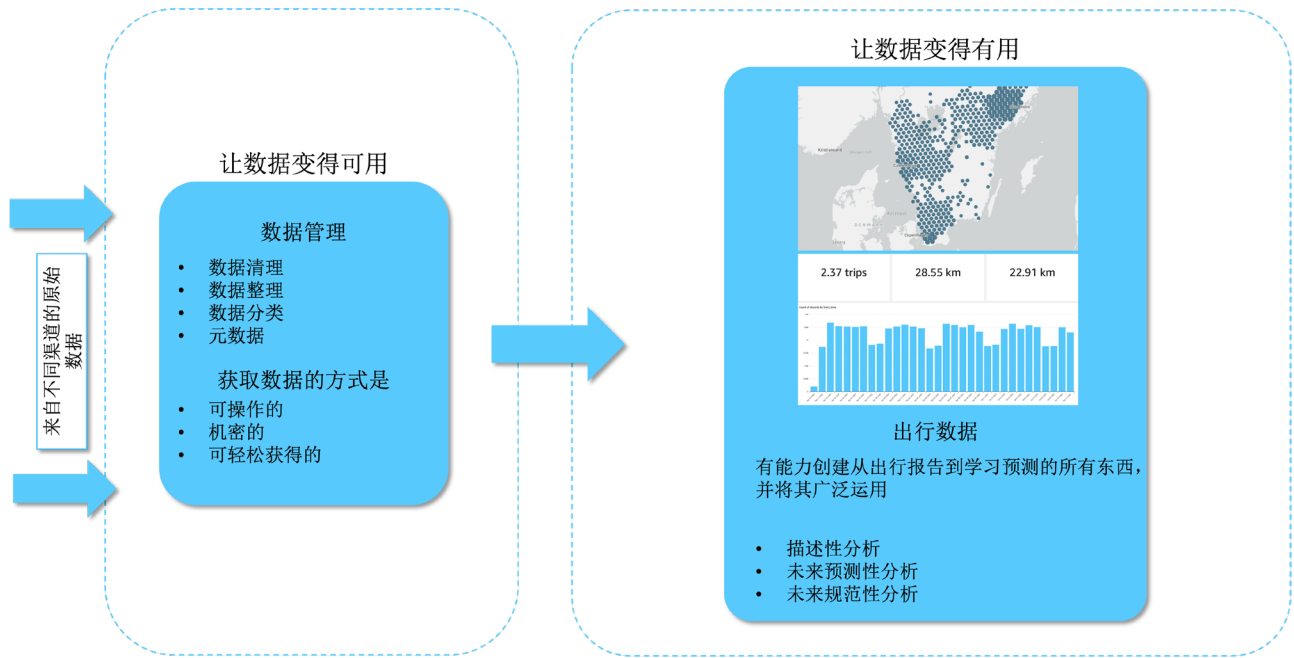 来自不同渠道的原始
数据
让数据变得可用
数据管理
• 数据清理
• 数据整理
• 数据分类
• 元数据
获取数据的方式是
• 可操作的
• 机密的
• 可轻松获得的
让数据变得有用
Kristiansand
DENMARK
2.37 trips
28.55 km
22.91 km
出行数据
有能力创建从出行报告到学习预测的所有东西，
并将其广泛运用
• 描述性分析
• 未来预测性分析
• 未来规范性分析